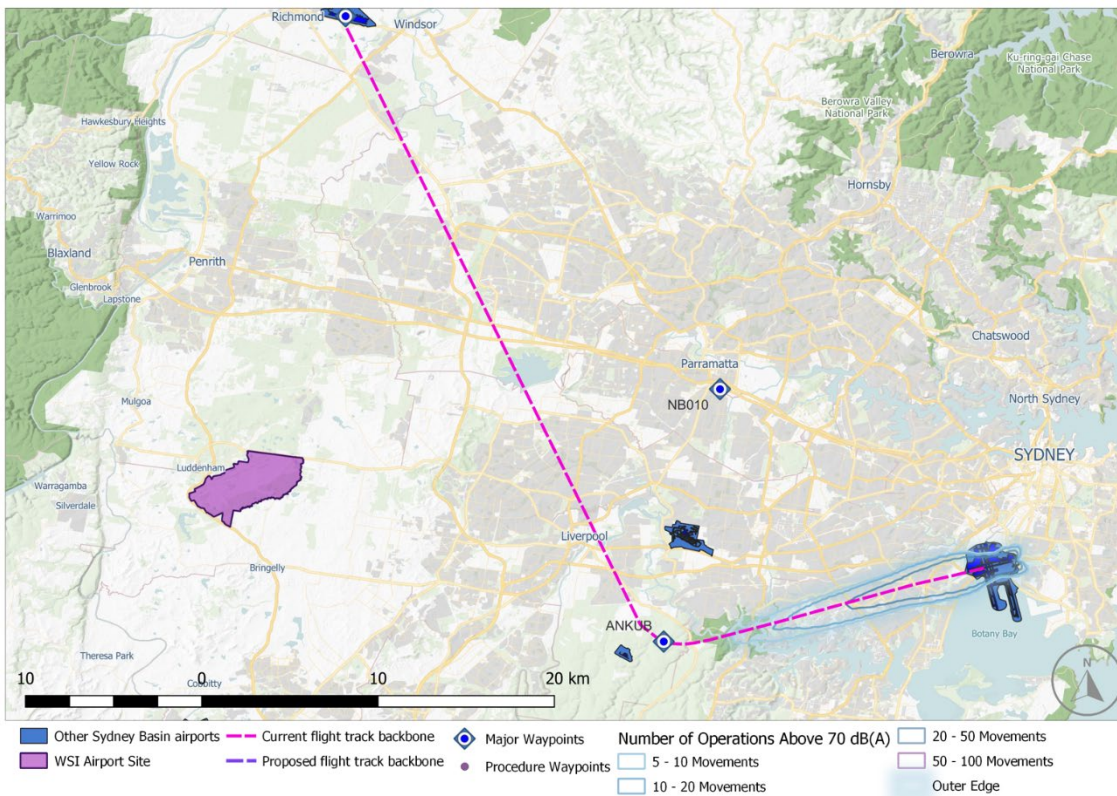 Richmond
Windsor
Berowra
Ku-ring-gai Chase
National Park
Hawkesbury Heights
Berowra Valley
National Park
Yellow Rock
Hornsby
Warrimoo
Blaxland
Penrith
Glenbrook
Lapstone
Chatswood
Parramatta
Mulgoa
NB010
North Sydney
SYDNEY
Luddenham
Warragamba
Silverdale
Liverpool
Bringelly
ANKUB
Botany Bay
Theresa Park
Cobbitty
N
10 0 10 20 km
Other Sydney Basin airports
WSI Airport Site
Current flight track backbone
Proposed flight track backbone
Major Waypoints
Procedure Waypoints
Number of Operations Above 70 dB(A)
5 - 10 Movements
10 - 20 Movements
20 - 50 Movements
50 - 100 Movements
Outer Edge